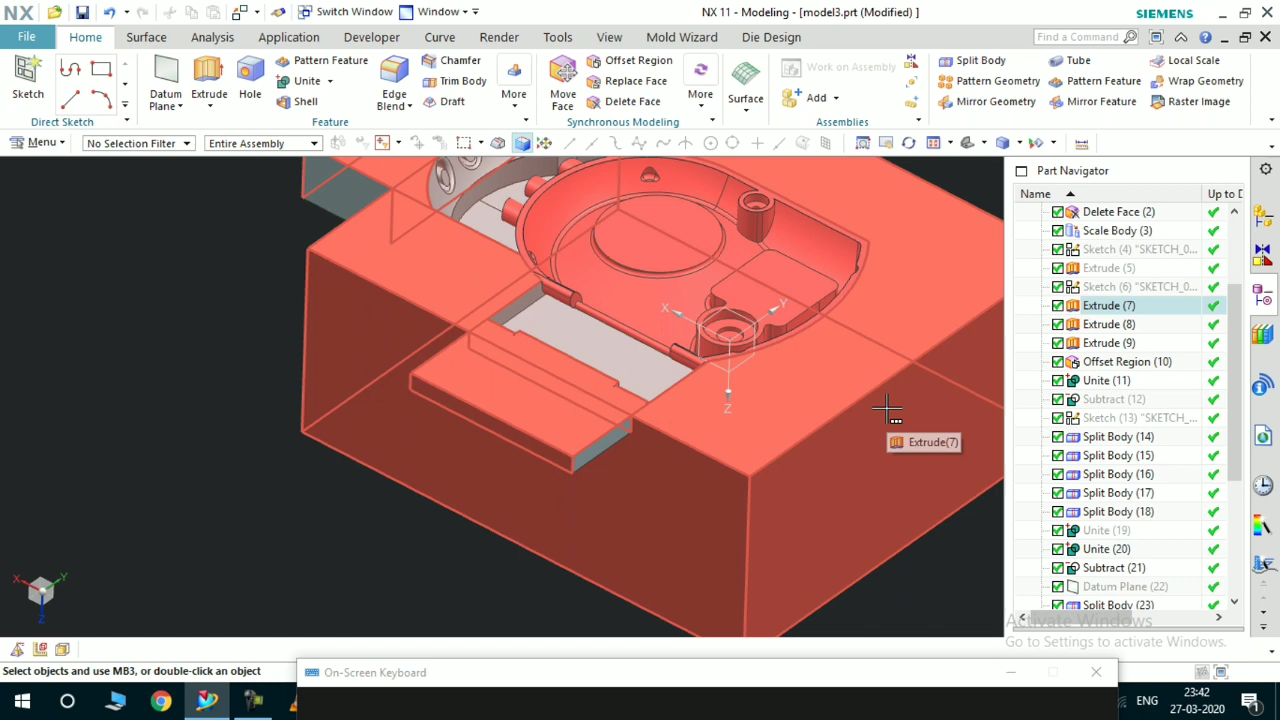 NX Switch Window Window NX 11 - Modeling - [model3.prt (Modified) ] SIEMENS
File Home Surface Analysis Application Developer Curve Render Tools View Mold Wizard Die Design Find a Command
Sketch Datum Plane Extrude Hole Pattern Feature Unite Shell Edge Blend Chamfer Trim Body Draft More Move Face Offset Region Replace Face Delete Face More Surface Work on Assembly Add Split Body Pattern Geometry Mirror Geometry Tube Pattern Feature Mirror Feature Local Scale Wrap Geometry Raster Image
Direct Sketch Feature Synchronous Modeling Assemblies
Menu No Selection Filter Entire Assembly
Part Navigator
Name Up to D
Delete Face (2)
Scale Body (3)
Sketch (4) "SKETCH_0...
Extrude (5)
Sketch (6) "SKETCH_0...
Extrude (7)
Extrude (8)
Extrude (9)
Offset Region (10)
Unite (11)
Subtract (12)
Sketch (13) "SKETCH_...
Split Body (14)
Split Body (15)
Split Body (16)
Split Body (17)
Split Body (18)
Unite (19)
Unite (20)
Subtract (21)
Datum Plane (22)
Split Body (23)
X Y
Z
Extrude(7)
X Y
Z
Activate Windows
Go to Settings to activate Windows.
Select objects and use MB3, or double-click an object
On-Screen Keyboard
ENG 23:42
27-03-2020
1